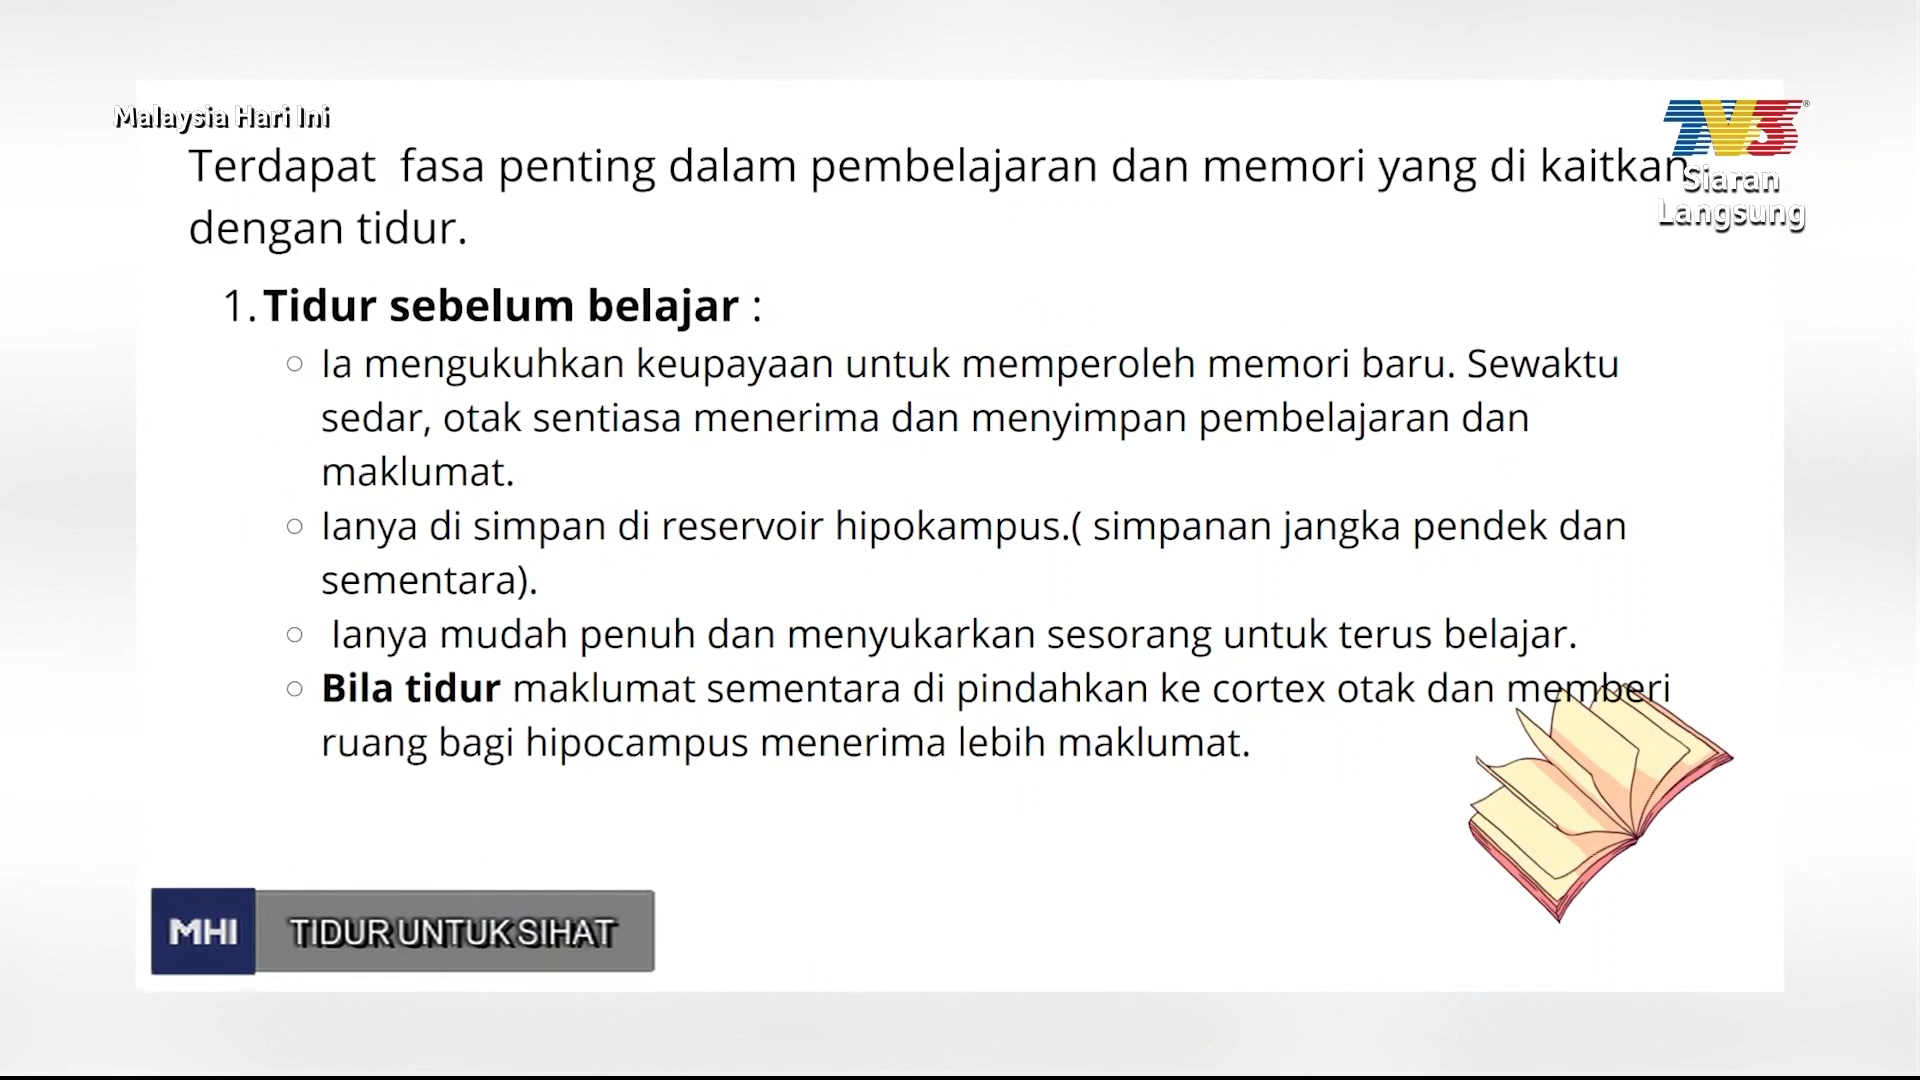 Malaysia Hari Ini
TV3
Siaran
Langsung
Terdapat fasa penting dalam pembelajaran dan memori yang di kaitkan
dengan tidur.
1. Tidur sebelum belajar :
○ Ia mengukuhkan keupayaan untuk memperoleh memori baru. Sewaktu
sedar, otak sentiasa menerima dan menyimpan pembelajaran dan
maklumat.
○ Ianya di simpan di reservoir hipokampus.( simpanan jangka pendek dan
sementara).
○ Ianya mudah penuh dan menyukarkan sesorang untuk terus belajar.
○ Bila tidur maklumat sementara di pindahkan ke cortex otak dan memberi
ruang bagi hipocampus menerima lebih maklumat.
MHI TIDUR UNTUK SIHAT